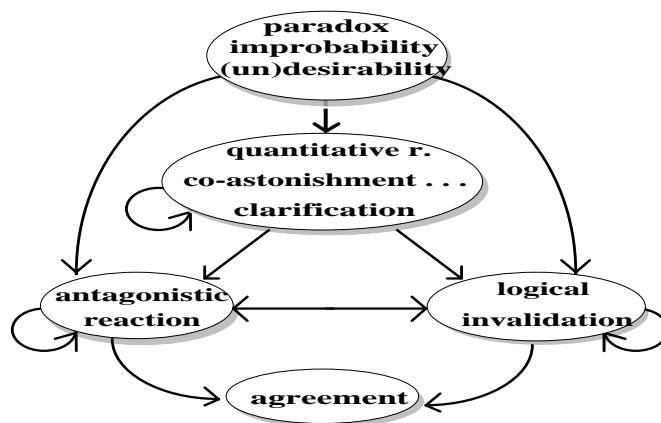 paradox
improbability
(un)desirability
quantitative r.
co-astonishment . . .
clarification
antagonistic
reaction
logical
invalidation
agreement